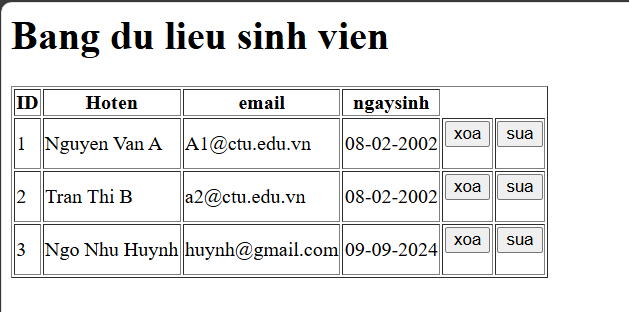 Bang du lieu sinh vien
ID Hoten email ngaysinh
1 Nguyen Van A A1@ctu.edu.vn 08-02-2002 xoa sua
2 Tran Thi B a2@ctu.edu.vn 08-02-2002 xoa sua
3 Ngo Nhu Huynh huynh@gmail.com 09-09-2024 xoa sua